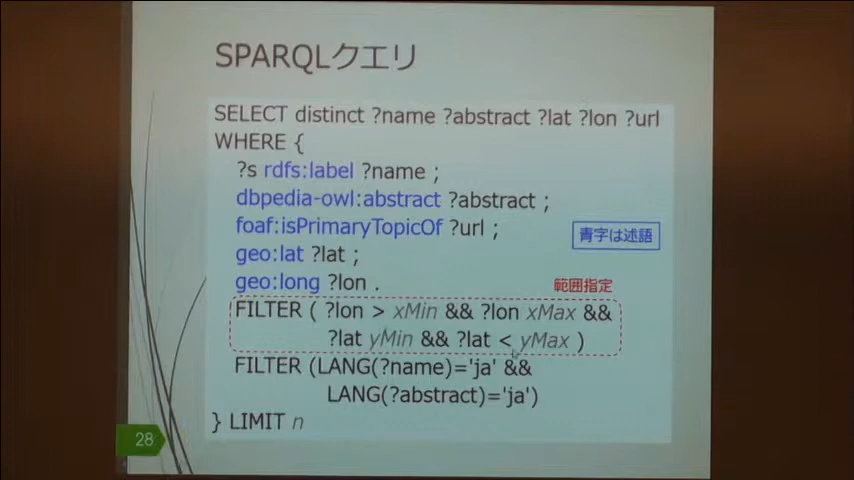 SPARQLクエリ
SELECT distinct ?name ?abstract ?lat ?lon ?url
WHERE {
?s rdfs:label ?name ;
dbpedia-owl:abstract ?abstract ;
foaf:isPrimaryTopicOf ?url ;
青字は述語
geo:lat ?lat ;
geo:long ?lon .
範囲指定
FILTER ( ?lon > xMin && ?lon xMax &&
?lat yMin && ?lat < yMax )
FILTER (LANG(?name)='ja' &&
LANG(?abstract)='ja')
} LIMIT n
28